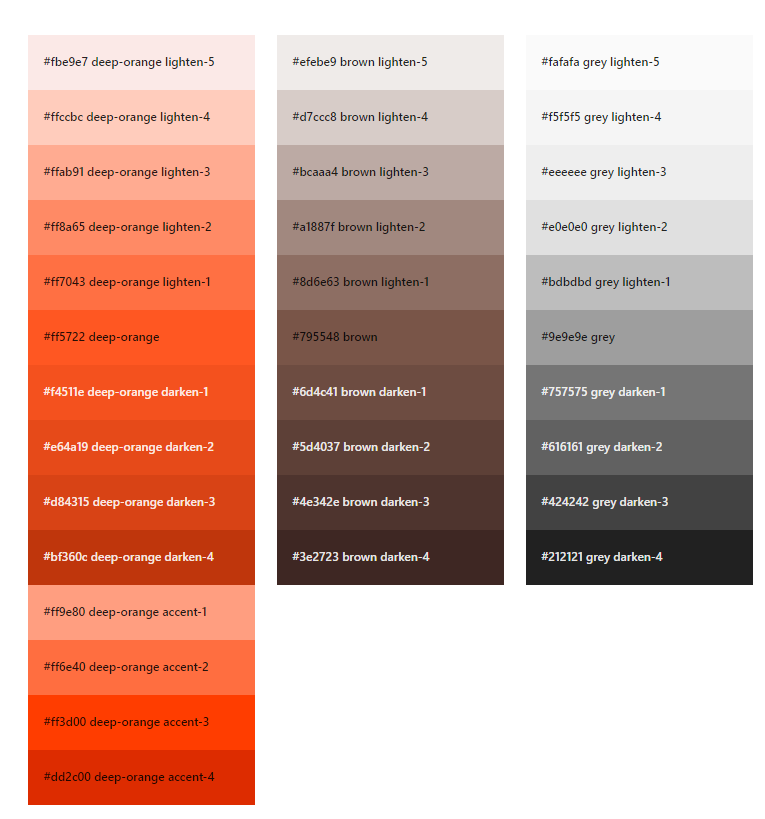 #fbe9e7 deep-orange lighten-5
#ffccbc deep-orange lighten-4
#ffab91 deep-orange lighten-3
#ff8a65 deep-orange lighten-2
#ff7043 deep-orange lighten-1
#ff5722 deep-orange
#f4511e deep-orange darken-1
#e64a19 deep-orange darken-2
#d84315 deep-orange darken-3
#bf360c deep-orange darken-4
#ff9e80 deep-orange accent-1
#ff6e40 deep-orange accent-2
#ff3d00 deep-orange accent-3
#dd2c00 deep-orange accent-4
#efebe9 brown lighten-5
#d7ccc8 brown lighten-4
#bcaaa4 brown lighten-3
#a1887f brown lighten-2
#8d6e63 brown lighten-1
#795548 brown
#6d4c41 brown darken-1
#5d4037 brown darken-2
#4e342e brown darken-3
#3e2723 brown darken-4
#fafafa grey lighten-5
#f5f5f5 grey lighten-4
#eeeeee grey lighten-3
#e0e0e0 grey lighten-2
#bdbdbd grey lighten-1
#9e9e9e grey
#757575 grey darken-1
#616161 grey darken-2
#424242 grey darken-3
#212121 grey darken-4